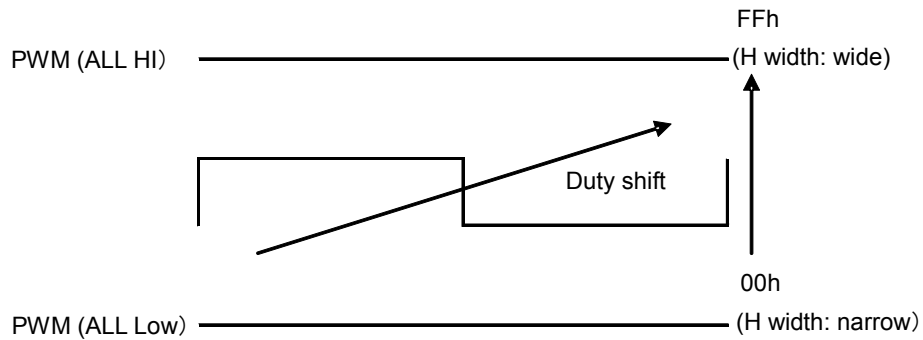 FFh
PWM (ALL HI）
(H width: wide)
Duty shift
00h
PWM (ALL Low）
(H width: narrow）